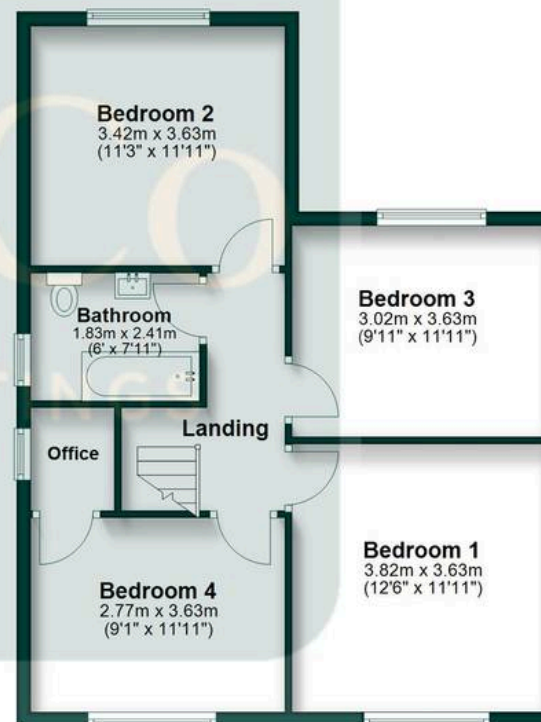 Bedroom 2
3.42m x 3.63m
(11'3" x 11'11")
Bedroom 3
3.02m x 3.63m
(9'11" x 11'11")
Bathroom
1.83m x 2.41m
(6' x 7'11")
Landing
Office
Bedroom 1
3.82m x 3.63m
(12'6" x 11'11")
Bedroom 4
2.77m x 3.63m
(9'1" x 11'11")